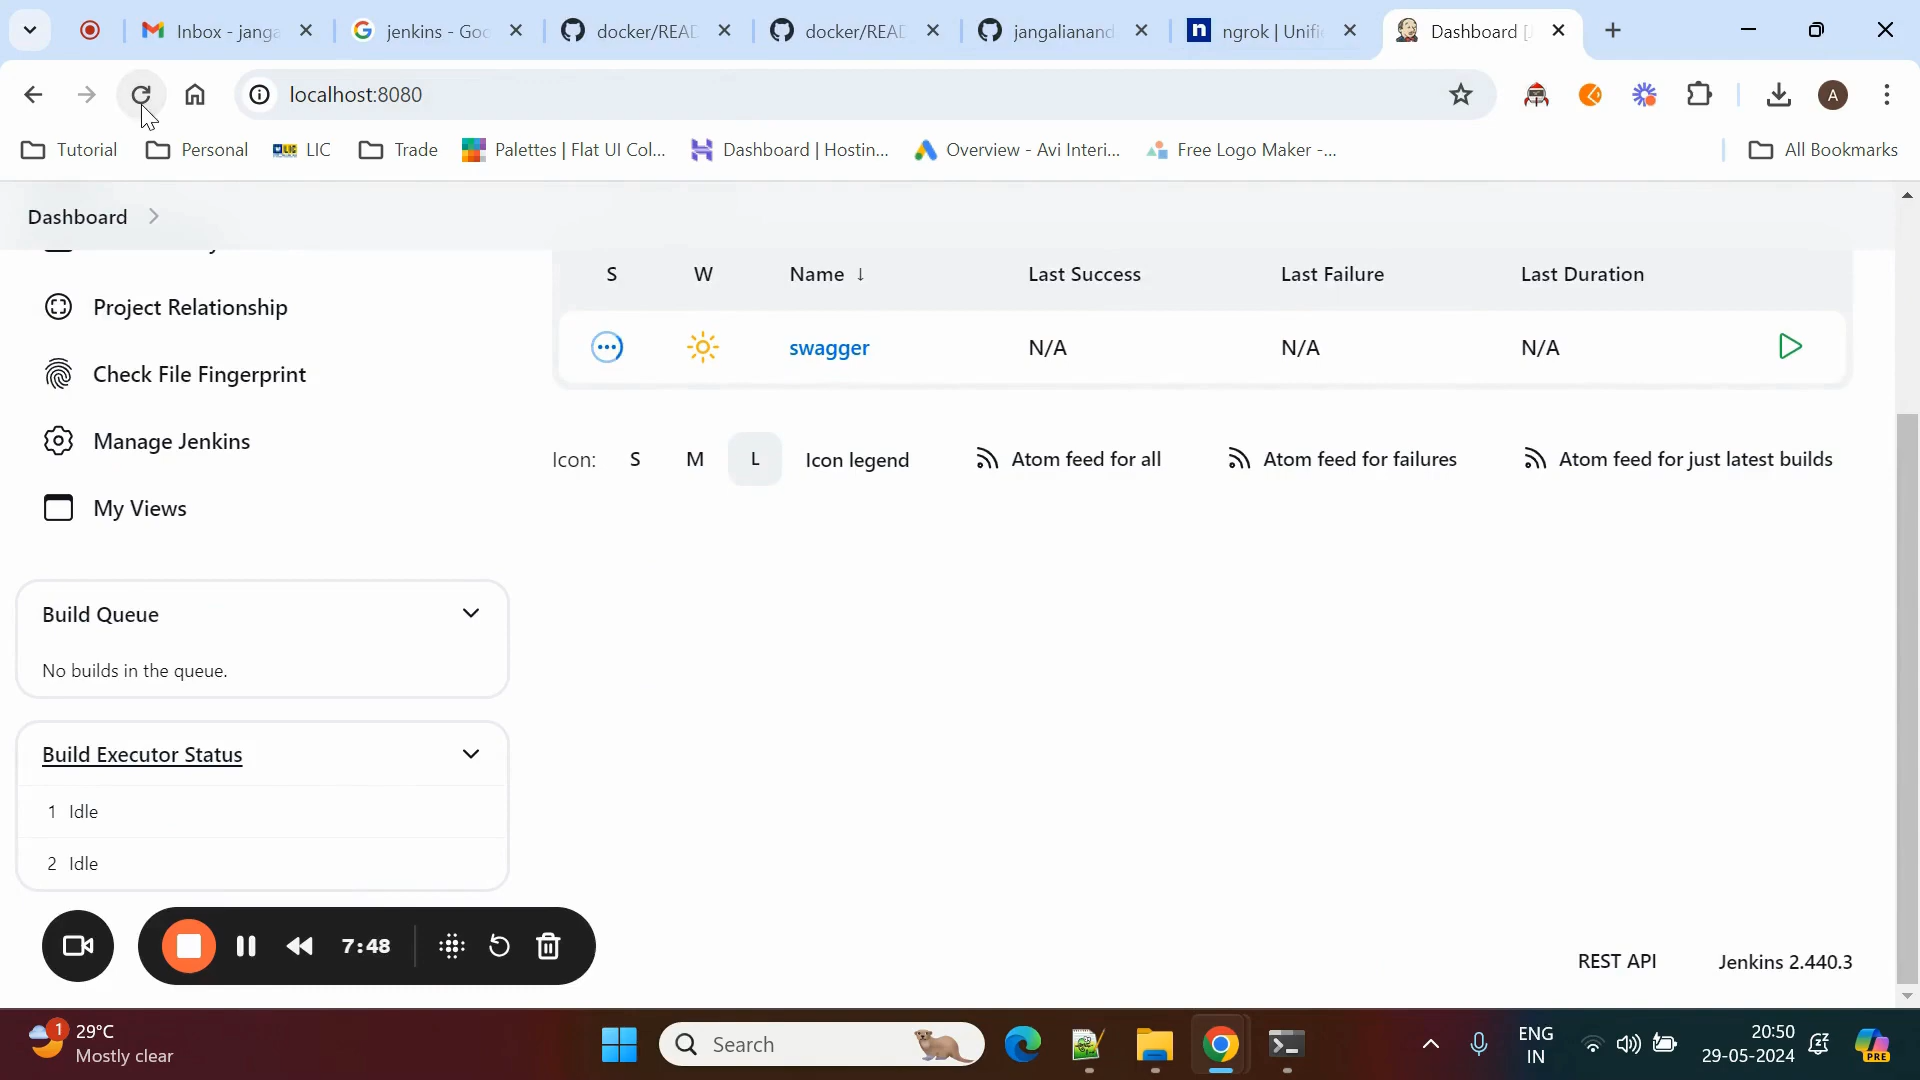 Inbox - janga
jenkins - Goo
docker/READ
docker/READ
jangalianand
ngrok | Unifi
Dashboard [J
localhost:8080
A
Tutorial
Personal
LIC
Trade
Palettes | Flat UI Col...
Dashboard | Hostin...
Overview - Avi Interi...
Free Logo Maker -...
All Bookmarks
Dashboard
S W Name ↓ Last Success Last Failure Last Duration
Project Relationship
swagger N/A N/A N/A
Check File Fingerprint
Manage Jenkins
Icon: S M L Icon legend Atom feed for all Atom feed for failures Atom feed for just latest builds
My Views
Build Queue
No builds in the queue.
Build Executor Status
1 Idle
2 Idle
7:48
REST API Jenkins 2.440.3
1
29°C
Mostly clear
Search
ENG
IN
20:50
29-05-2024
PRE